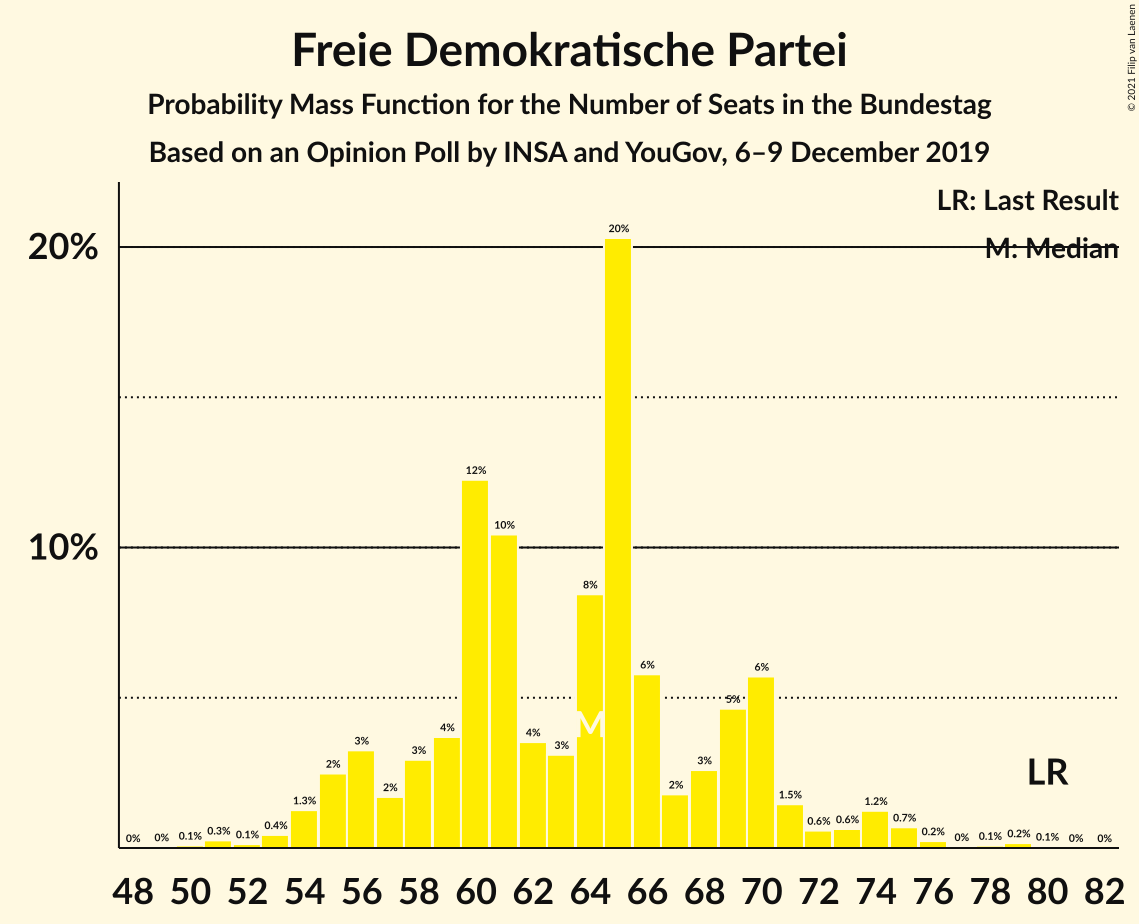 Freie Demokratische Partei
Probability Mass Function for the Number of Seats in the Bundestag
Based on an Opinion Poll by INSA and YouGov, 6–9 December 2019
© 2021 Filip van Laenen
LR: Last Result
M: Median
20%
10%
0% 0% 0.1% 0.3% 0.1% 0.4% 1.3% 2% 3% 2% 3% 4% 12% 10% 4% 3% 8% 20% 6% 2% 3% 5% 6% 1.5% 0.6% 0.6% 1.2% 0.7% 0.2% 0% 0.1% 0.2% 0.1% 0% 0%
M
LR
48 50 52 54 56 58 60 62 64 66 68 70 72 74 76 78 80 82